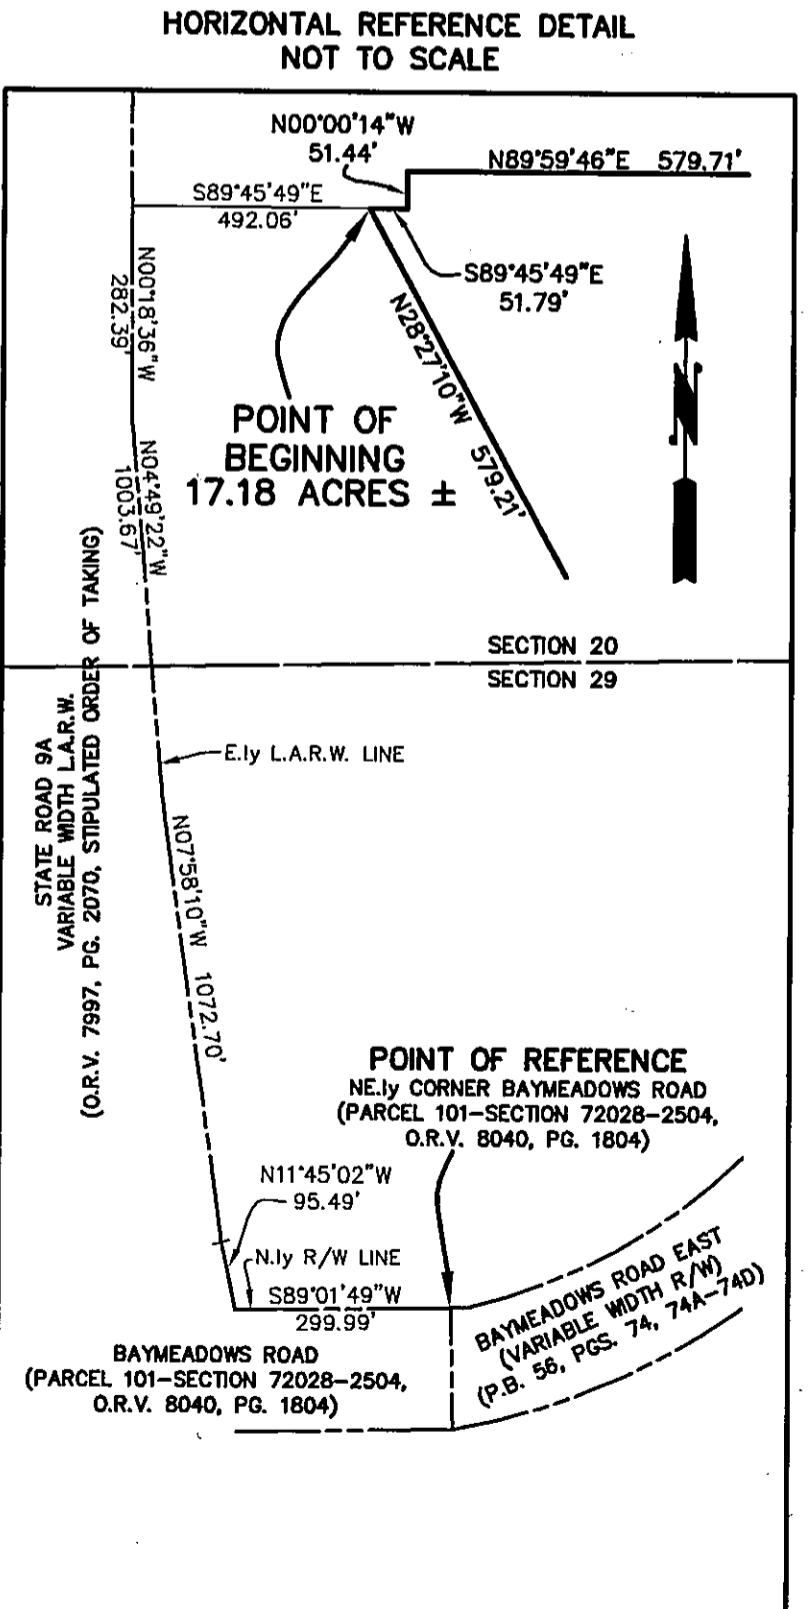 HORIZONTAL REFERENCE DETAIL
NOT TO SCALE
N00°00'14"W
51.44'
N89°59'46"E 579.71'
S89°45'49"E
492.06'
S89°45'49"E
51.79'
N00°18'36"W
282.39'
N28°27'10"W 579.21'
N
POINT OF
BEGINNING
17.18 ACRES ±
N04°49'22"W
1003.67'
SECTION 20
SECTION 29
STATE ROAD 9A
VARIABLE WIDTH L.A.R.W.
(O.R.V. 7997, PG. 2070, STIPULATED ORDER OF TAKING)
E.ly L.A.R.W. LINE
N07°58'10"W 1072.70'
POINT OF REFERENCE
NE.ly CORNER BAYMEADOWS ROAD
(PARCEL 101-SECTION 72028-2504,
O.R.V. 8040, PG. 1804)
N11°45'02"W
95.49'
N.ly R/W LINE
S89°01'49"W
299.99'
BAYMEADOWS ROAD EAST
(VARIABLE WIDTH R/W)
(P.B. 56, PGS. 74, 74A-74D)
BAYMEADOWS ROAD
(PARCEL 101-SECTION 72028-2504,
O.R.V. 8040, PG. 1804)